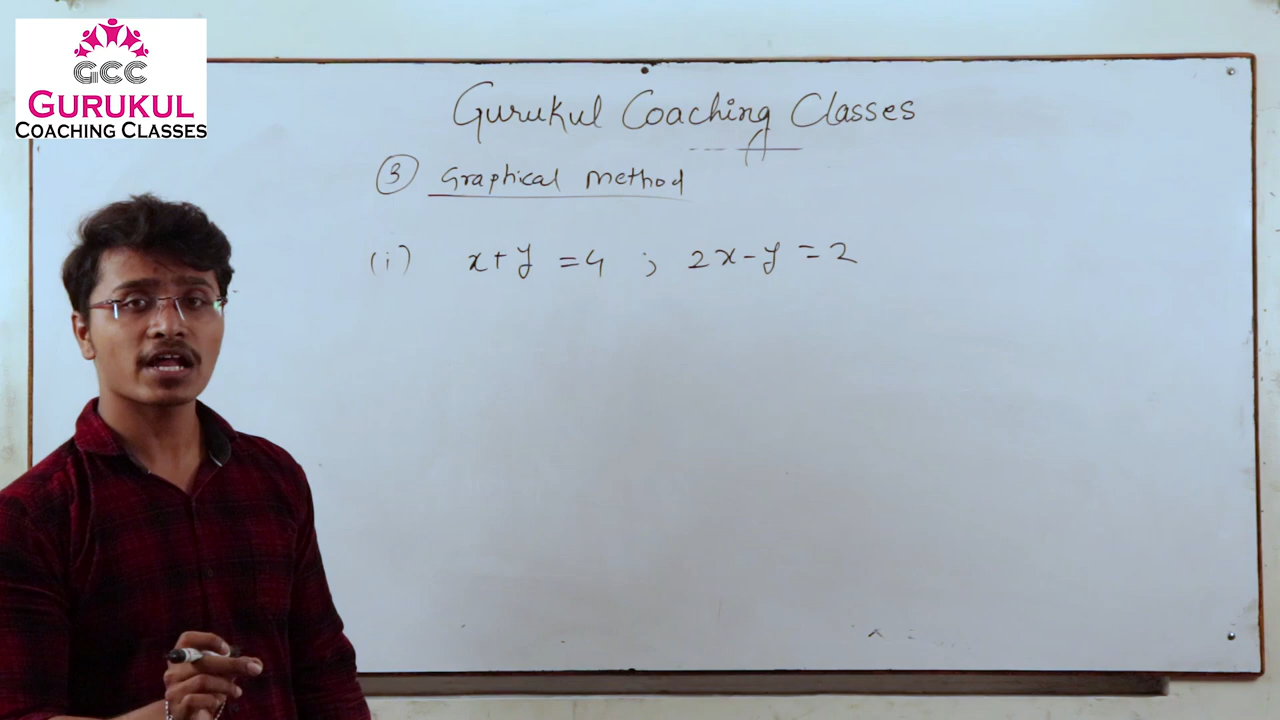 GCC
GURUKUL
COACHING CLASSES
Gurukul Coaching Classes
③ Graphical method
(i) x+y =4 ; 2x-y =2